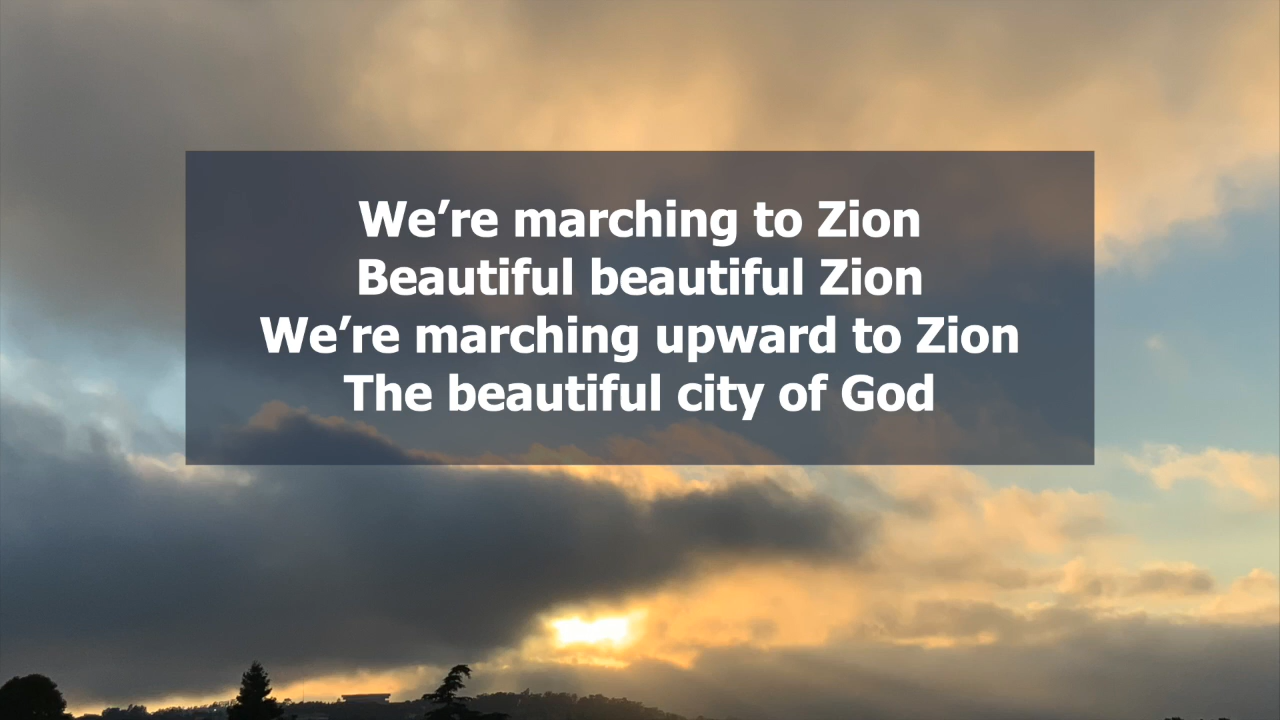 We’re marching to Zion
Beautiful beautiful Zion
We’re marching upward to Zion
The beautiful city of God